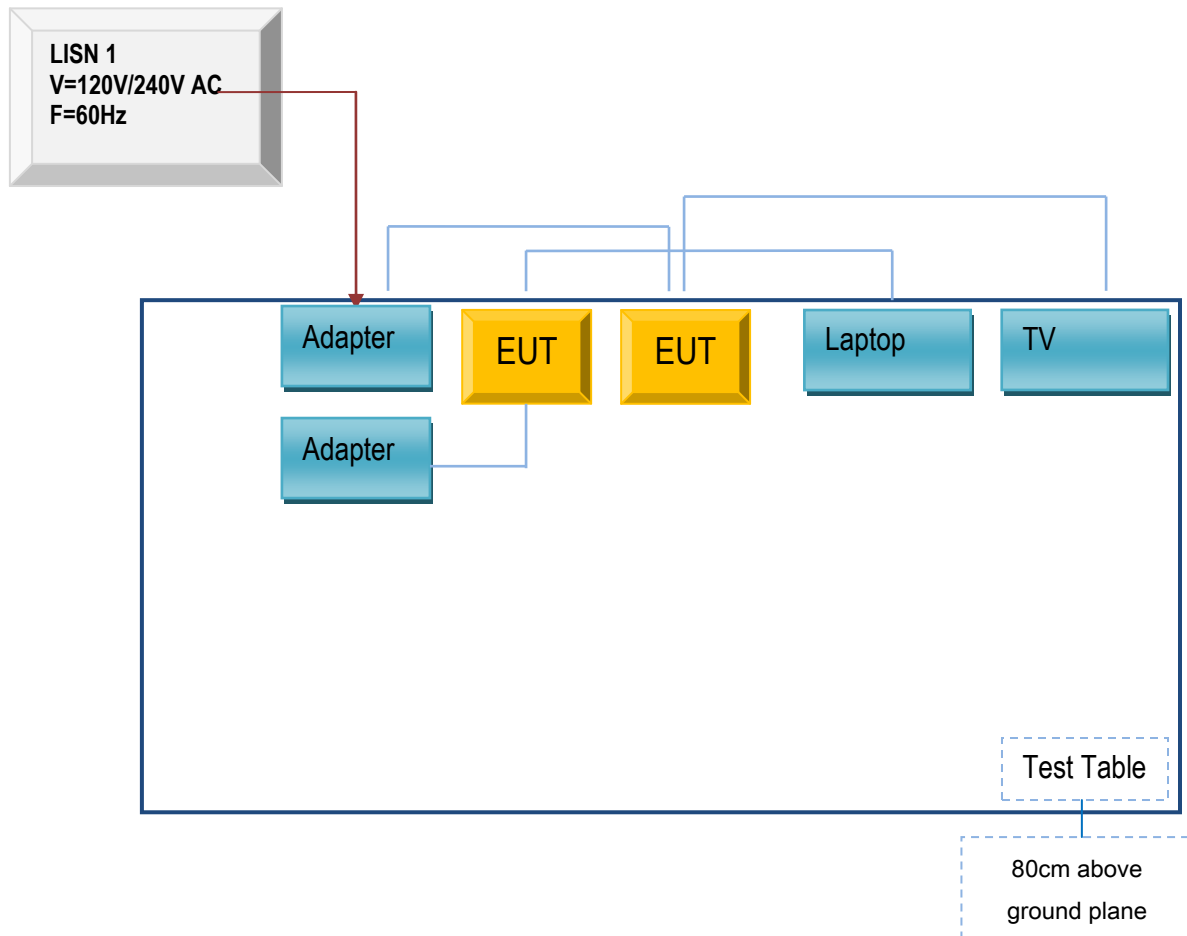 LISN 1
V=120V/240V AC
F=60Hz
Adapter
EUT
EUT
Laptop
TV
Adapter
Test Table
80cm above
ground plane